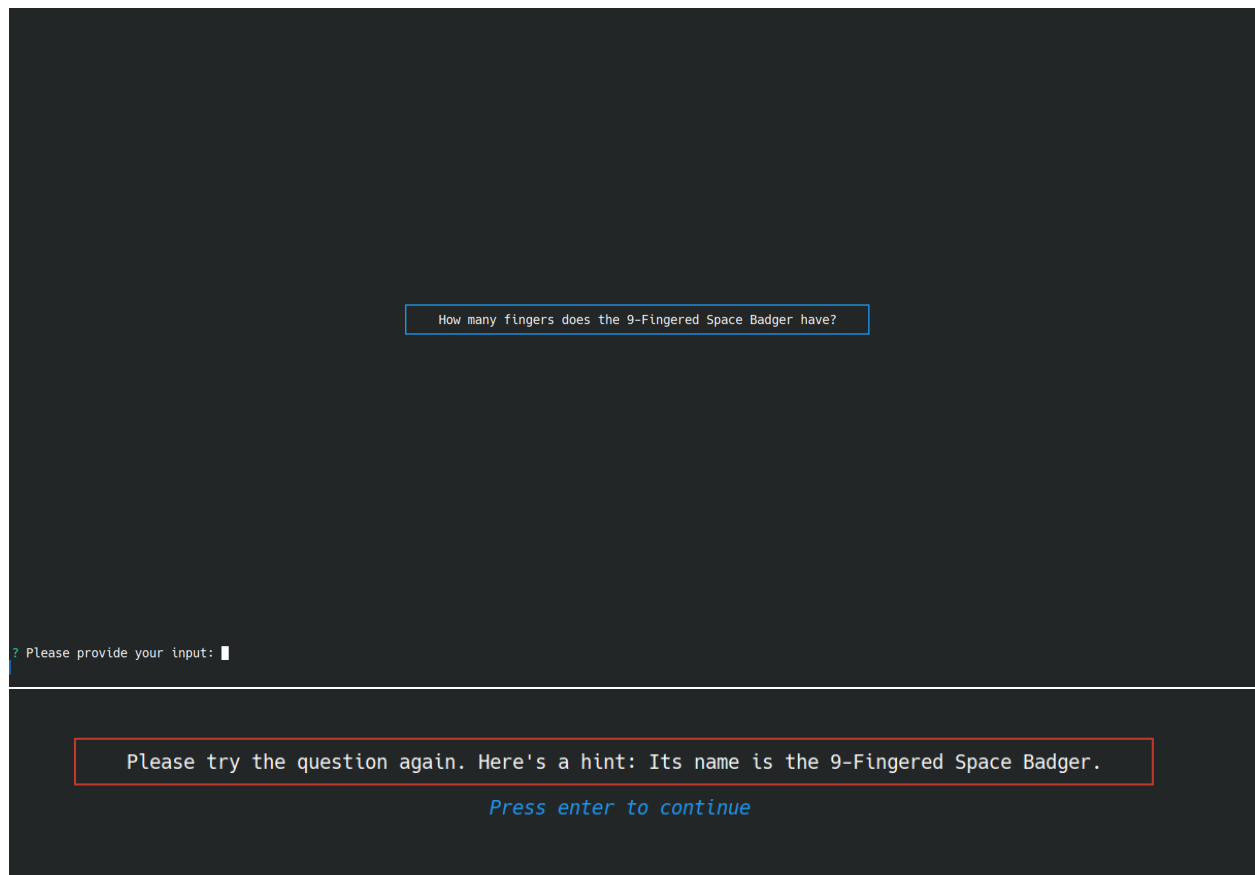 How many fingers does the 9-Fingered Space Badger have?
? Please provide your input:
Please try the question again. Here's a hint: Its name is the 9-Fingered Space Badger.
Press enter to continue